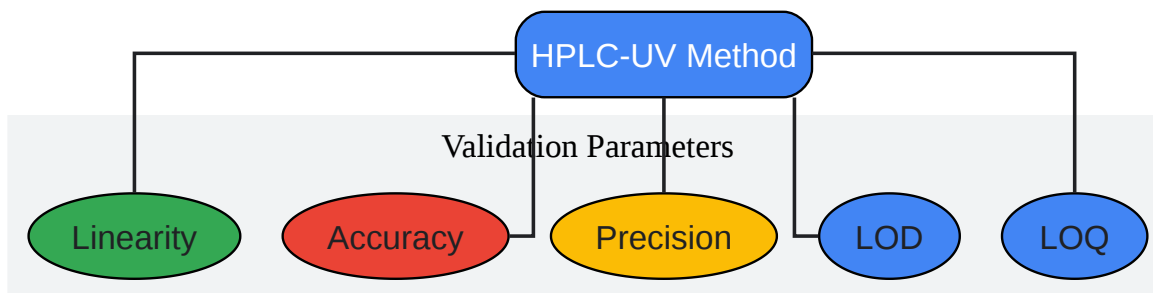 HPLC-UV Method
Validation Parameters
Linearity
Accuracy
Precision
LOD
LOQ